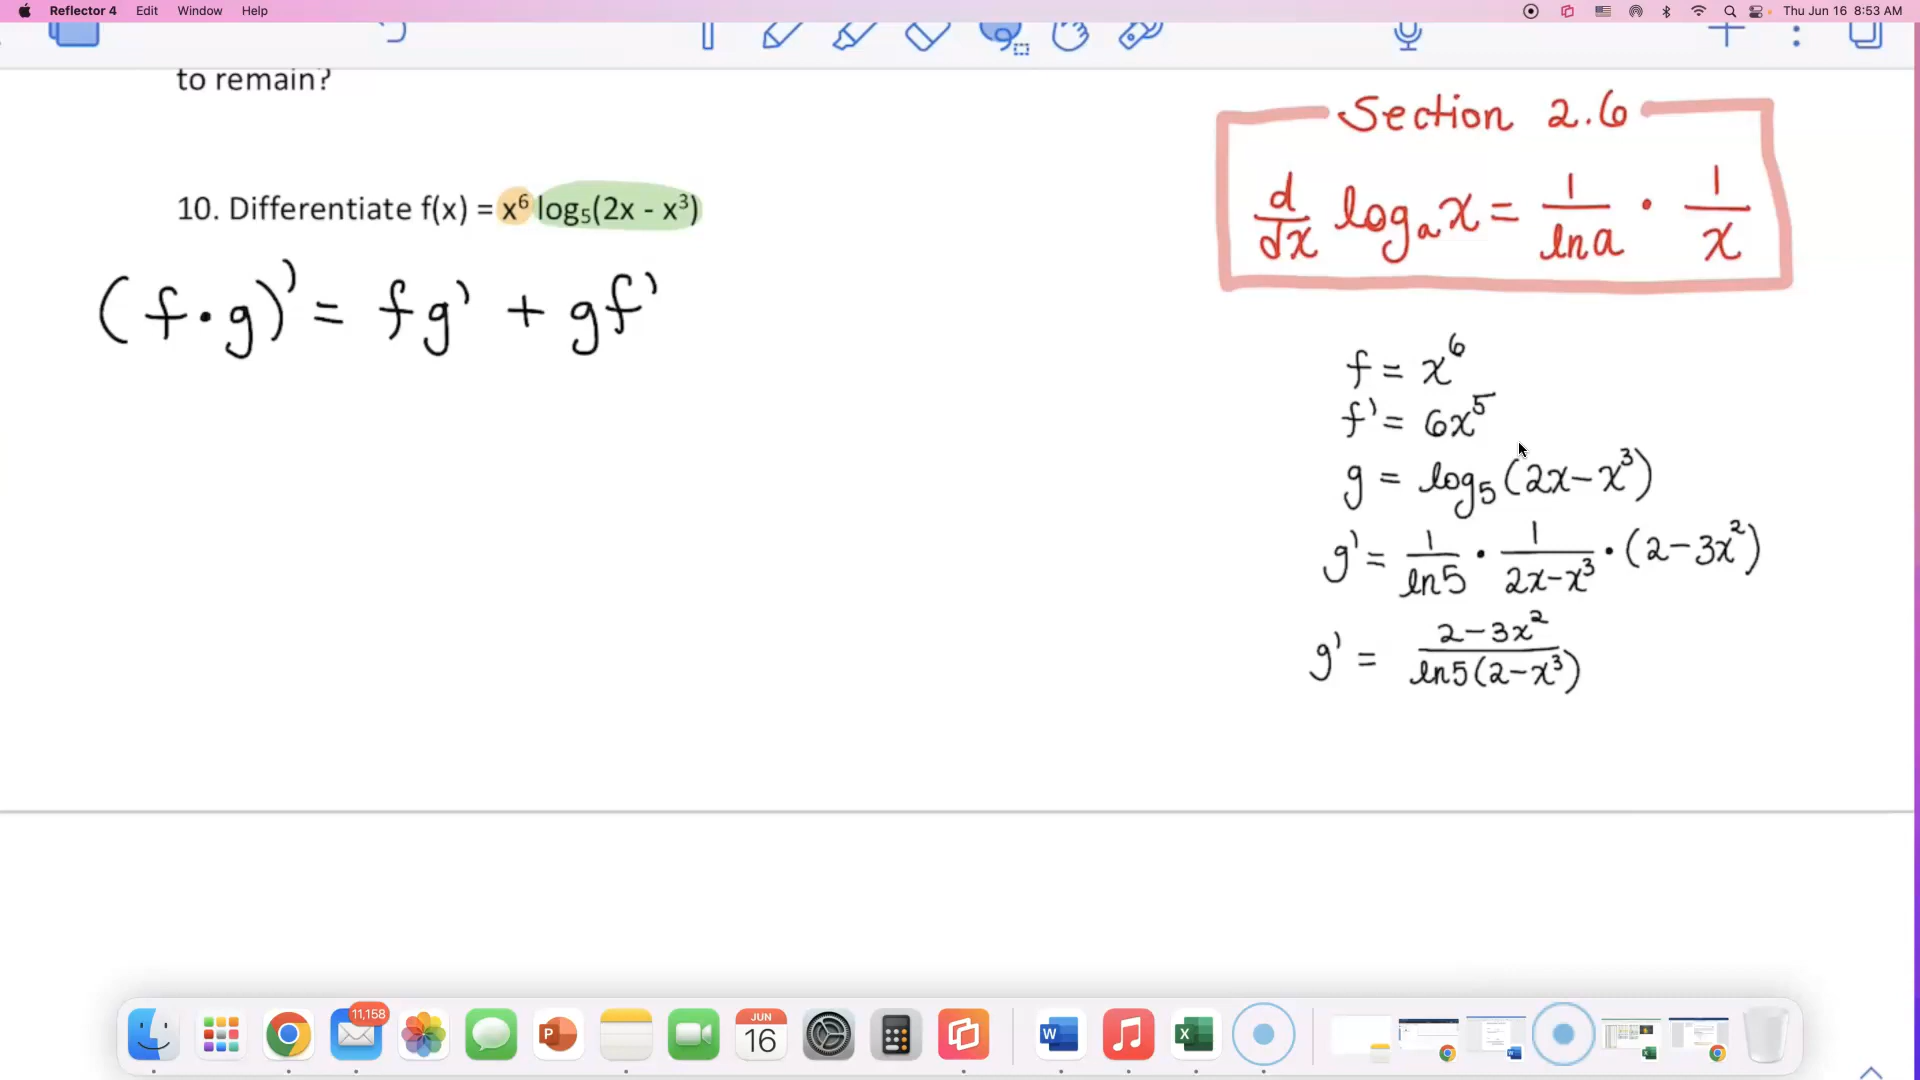 Reflector 4 Edit Window Help Thu Jun 16 8:53 AM
to remain?
10. Differentiate f(x) = x⁶ log₅(2x - x³)
(f·g)' = fg' + gf'
Section 2.6
d/dx logₐx = 1/ln a · 1/x
f = x⁶
f' = 6x⁵
g = log₅(2x-x³)
g' = 1/ln5 · 1/2x-x³ · (2-3x²)
g' = 2-3x²/ln5(2-x³)
11,158
JUN
16
P
W
X